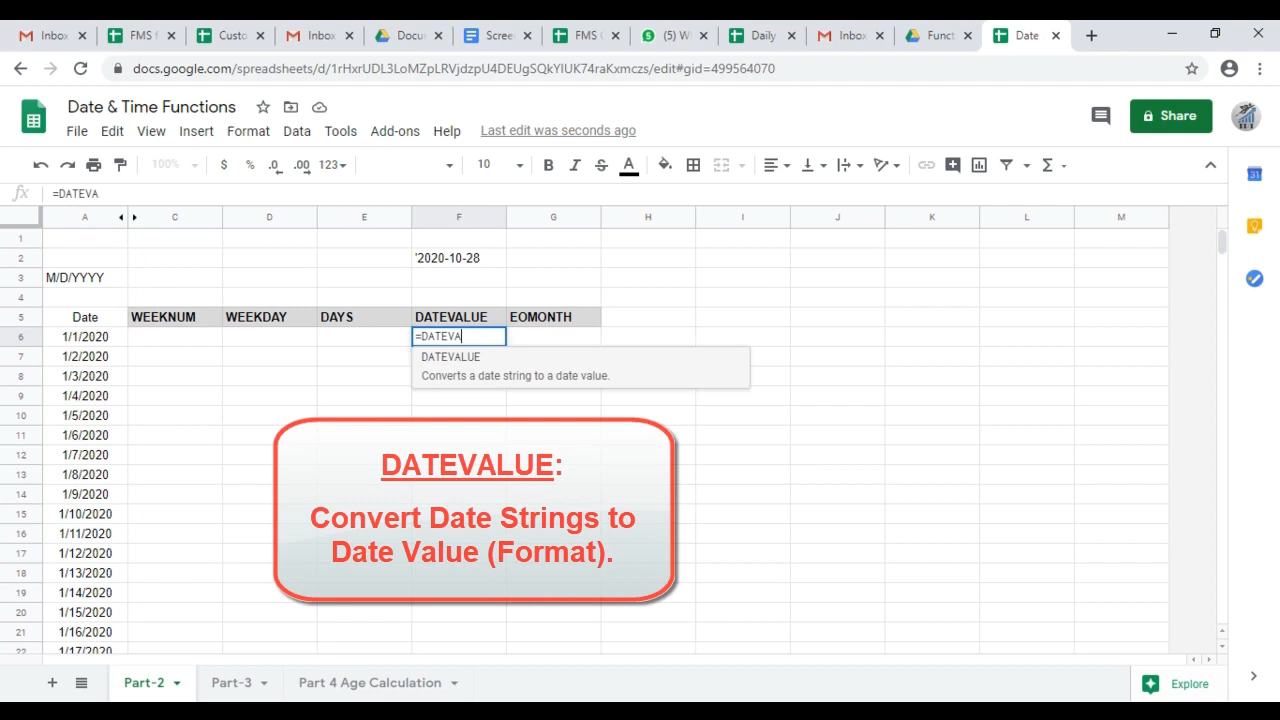 Inbox
FMS f
Custo
Inbox
Docu
Scree
FMS C
(5) W
Daily
Inbox
Funct
Date
docs.google.com/spreadsheets/d/1rHxrUDL3LoMZpLRVjdzpU4DEUgSQkYIUK74raKxmczs/edit#gid=499564070
Date & Time Functions
File Edit View Insert Format Data Tools Add-ons Help Last edit was seconds ago
Share
100% $ % .0 .00 123 10 B I S A
fx =DATEVA
A C D E F G H I J K L M
1
2 '2020-10-28
3 M/D/YYYY
4
5 Date WEEKNUM WEEKDAY DAYS DATEVALUE EOMONTH
6 1/1/2020 =DATEVA
7 1/2/2020 DATEVALUE
8 1/3/2020 Converts a date string to a date value.
9 1/4/2020
10 1/5/2020
11 1/6/2020
12 1/7/2020
13 1/8/2020
14 1/9/2020
15 1/10/2020
16 1/11/2020
17 1/12/2020
18 1/13/2020
19 1/14/2020
20 1/15/2020
21 1/16/2020
22 1/17/2020
DATEVALUE:
Convert Date Strings to
Date Value (Format).
Part-2 Part-3 Part 4 Age Calculation
Explore
31